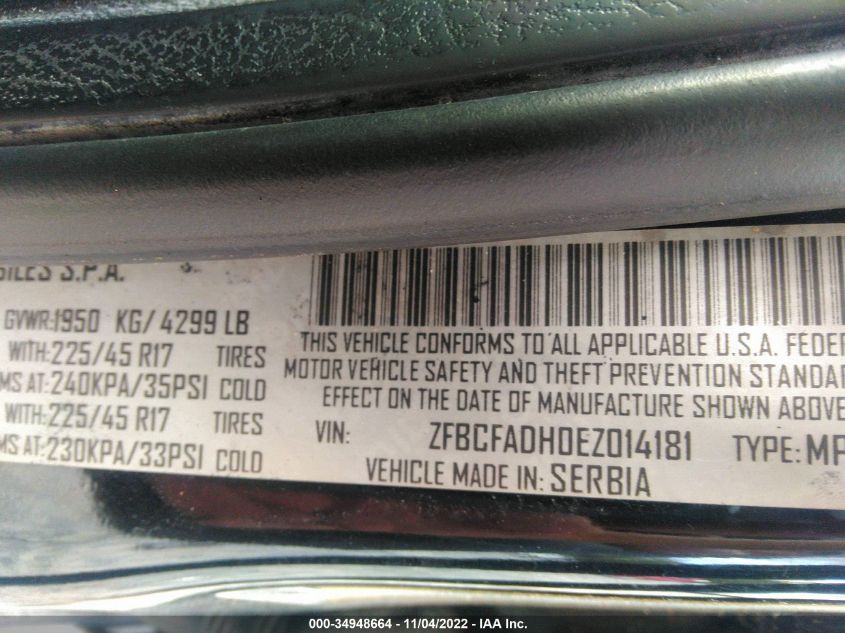 BILES S.P.A.
GVWR:1950 KG/ 4299 LB
WITH:225/45 R17 TIRES
MS AT:240KPA/35PSI COLD
WITH:225/45 R17 TIRES
MS AT:230KPA/33PSI COLD
THIS VEHICLE CONFORMS TO ALL APPLICABLE U.S.A. FEDER
MOTOR VEHICLE SAFETY AND THEFT PREVENTION STANDAR
EFFECT ON THE DATE OF MANUFACTURE SHOWN ABOVE
VIN: ZFBCFADH0EZ014181 TYPE:MP
VEHICLE MADE IN: SERBIA
000-34948664 - 11/04/2022 - IAA Inc.